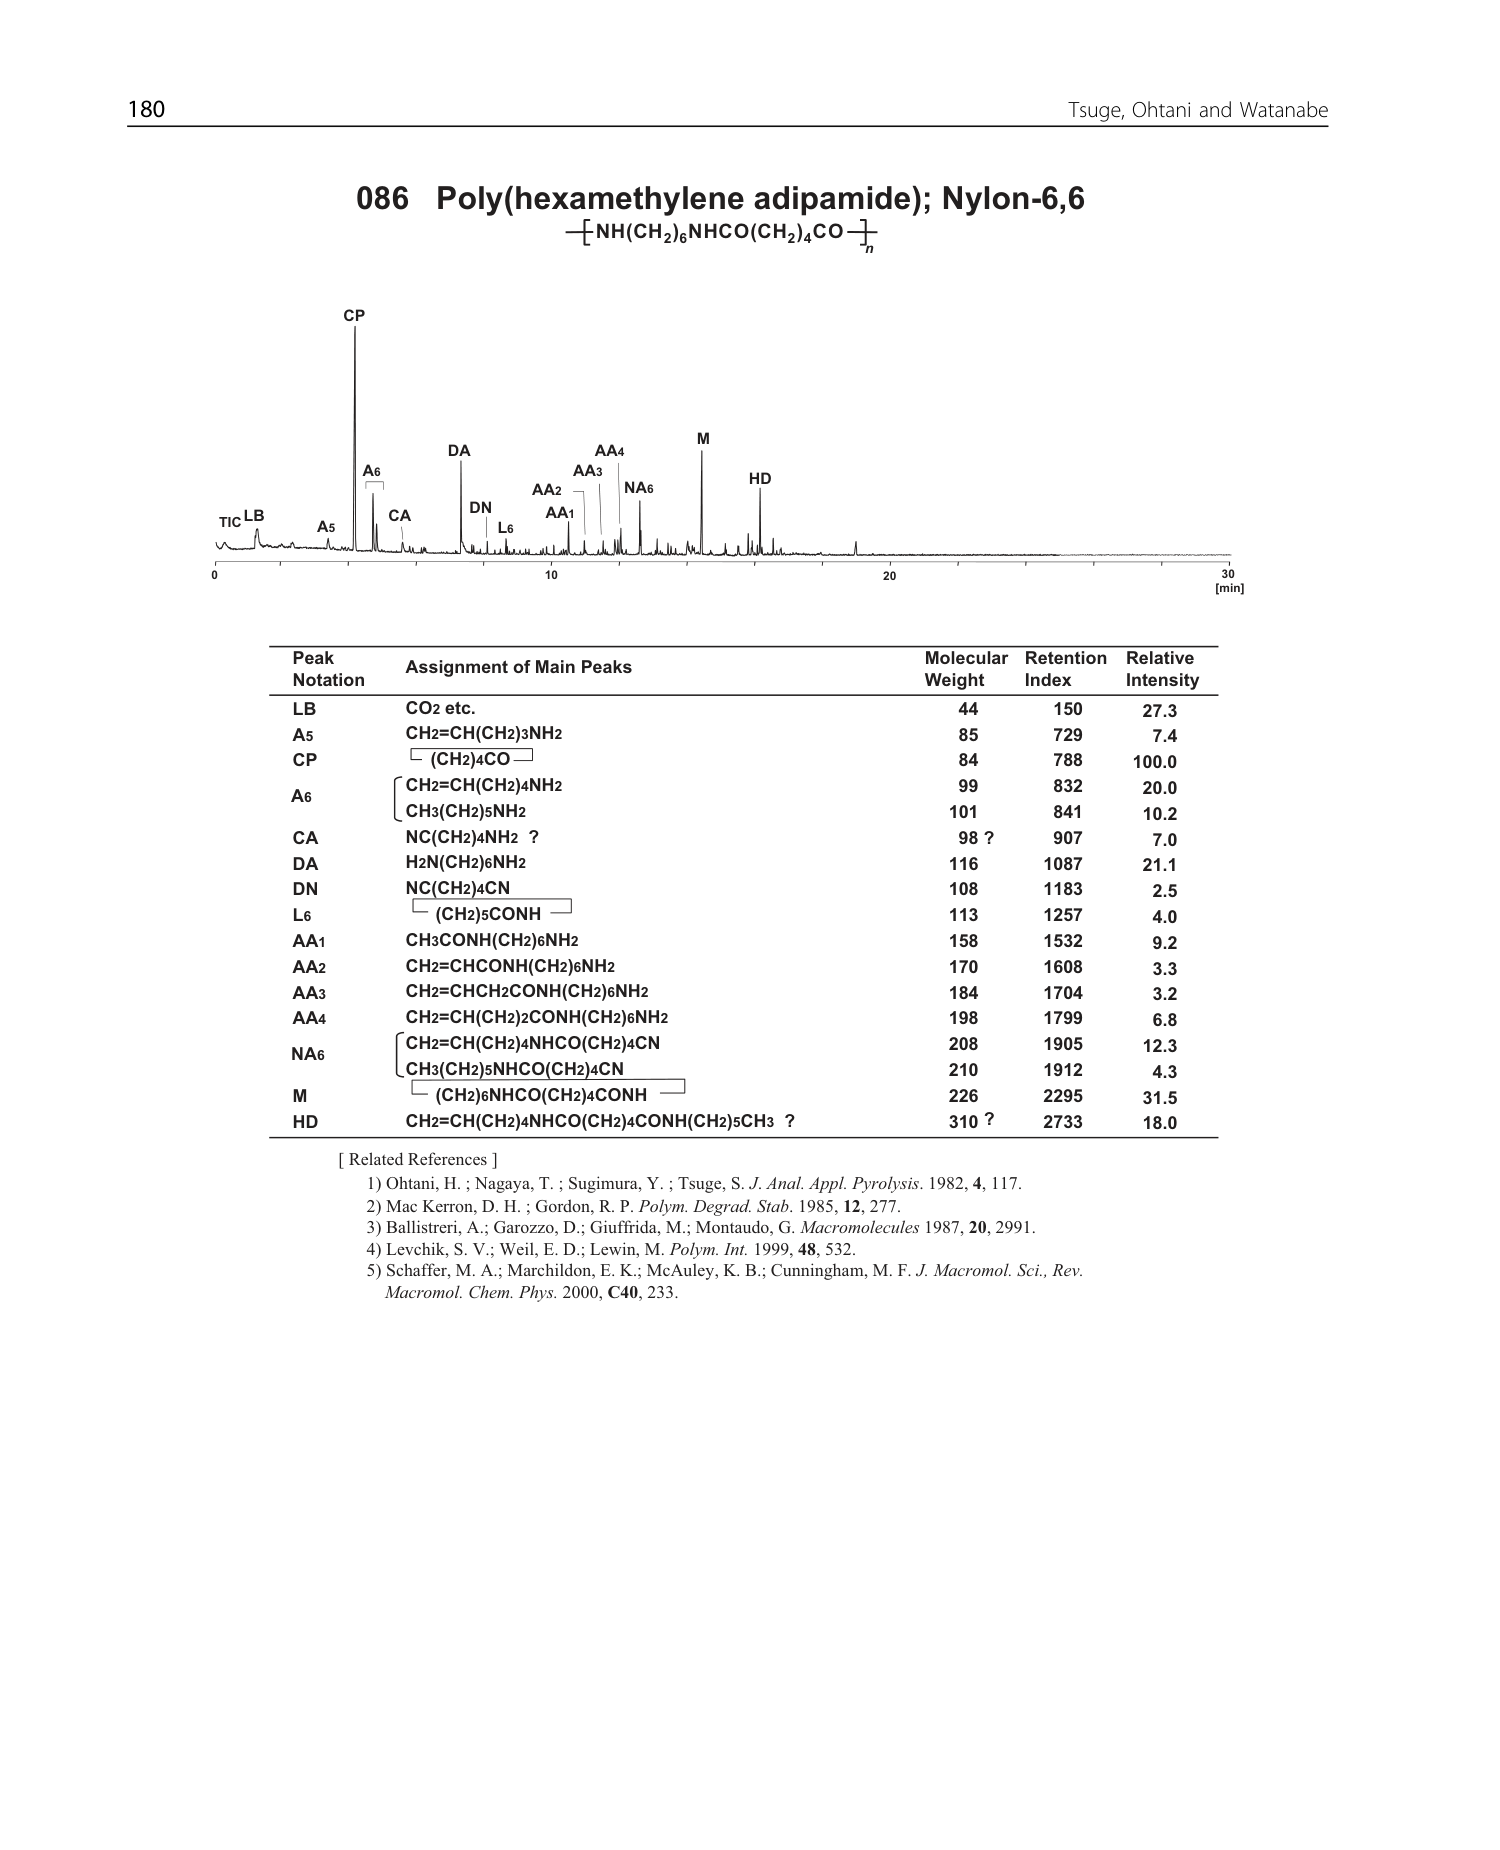 180 Tsuge, Ohtani and Watanabe
086 Poly(hexamethylene adipamide); Nylon-6,6
[NH(CH2)6NHCO(CH2)4CO]n
CP
M
DA AA4
A6 AA3
HD
AA2 NA6
DN
AA1
TIC LB CA
A5 L6
0 10 20 30
[min]
Peak Notation Assignment of Main Peaks Molecular Weight Retention Index Relative Intensity
LB CO2 etc. 44 150 27.3
A5 CH2=CH(CH2)3NH2 85 729 7.4
CP (CH2)4CO 84 788 100.0
A6 CH2=CH(CH2)4NH2 99 832 20.0
CH3(CH2)5NH2 101 841 10.2
CA NC(CH2)4NH2 ? 98 ? 907 7.0
DA H2N(CH2)6NH2 116 1087 21.1
DN NC(CH2)4CN 108 1183 2.5
L6 (CH2)5CONH 113 1257 4.0
AA1 CH3CONH(CH2)6NH2 158 1532 9.2
AA2 CH2=CHCONH(CH2)6NH2 170 1608 3.3
AA3 CH2=CHCH2CONH(CH2)6NH2 184 1704 3.2
AA4 CH2=CH(CH2)2CONH(CH2)6NH2 198 1799 6.8
NA6 CH2=CH(CH2)4NHCO(CH2)4CN 208 1905 12.3
CH3(CH2)5NHCO(CH2)4CN 210 1912 4.3
M (CH2)6NHCO(CH2)4CONH 226 2295 31.5
HD CH2=CH(CH2)4NHCO(CH2)4CONH(CH2)5CH3 ? 310 ? 2733 18.0
[ Related References ]
1) Ohtani, H. ; Nagaya, T. ; Sugimura, Y. ; Tsuge, S. J. Anal. Appl. Pyrolysis. 1982, 4, 117.
2) Mac Kerron, D. H. ; Gordon, R. P. Polym. Degrad. Stab. 1985, 12, 277.
3) Ballistreri, A.; Garozzo, D.; Giuffrida, M.; Montaudo, G. Macromolecules 1987, 20, 2991.
4) Levchik, S. V.; Weil, E. D.; Lewin, M. Polym. Int. 1999, 48, 532.
5) Schaffer, M. A.; Marchildon, E. K.; McAuley, K. B.; Cunningham, M. F. J. Macromol. Sci., Rev.
Macromol. Chem. Phys. 2000, C40, 233.